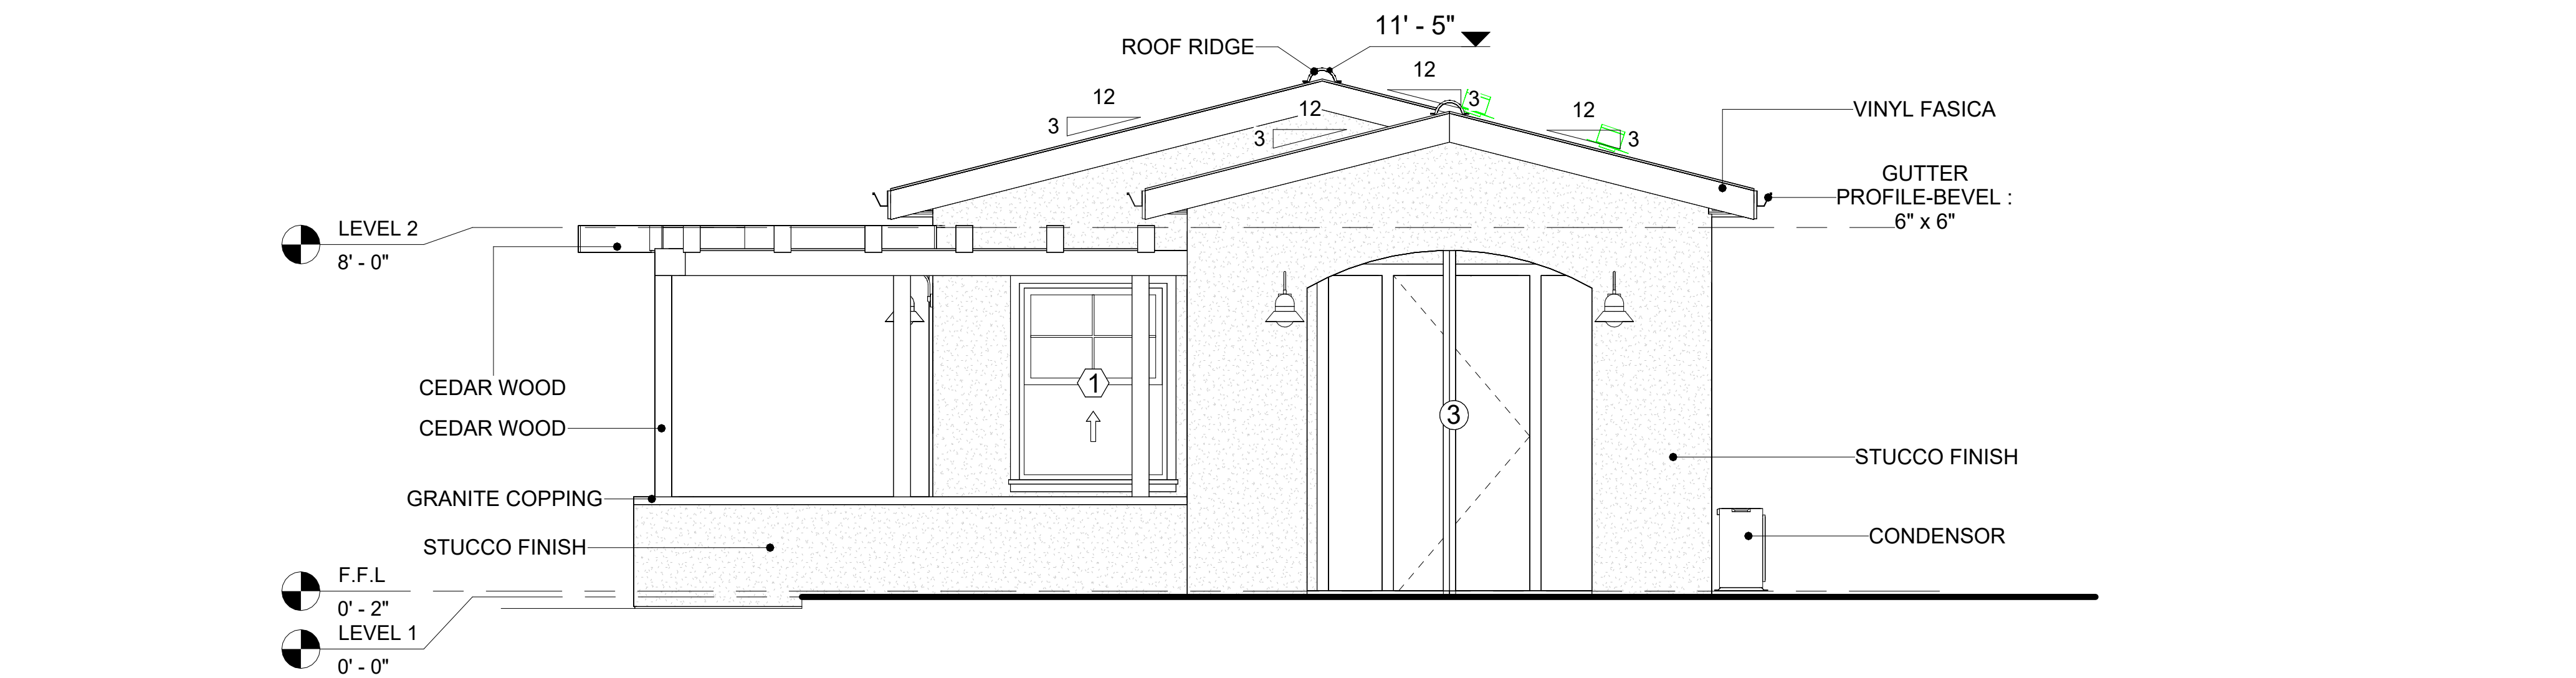 11' - 5"
ROOF RIDGE
12
12
3
12
3
12
3
3
VINYL FASICA
GUTTER
PROFILE-BEVEL :
6" x 6"
LEVEL 2
8' - 0"
CEDAR WOOD
1
3
CEDAR WOOD
STUCCO FINISH
GRANITE COPPING
CONDENSOR
STUCCO FINISH
F.F.L
0' - 2"
LEVEL 1
0' - 0"